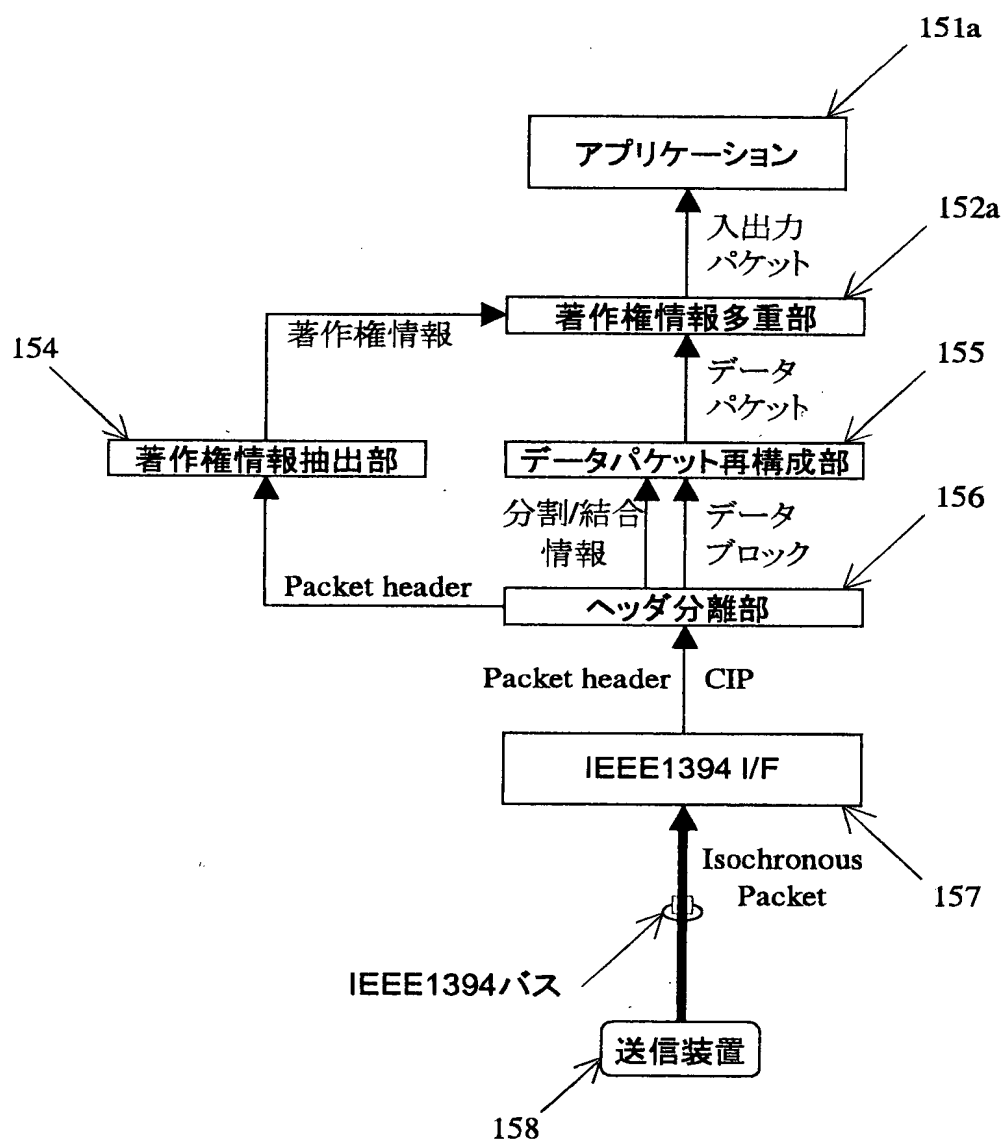 151a
アプリケーション
152a
入出力
パケット
著作権情報多重部
著作権情報
154
データ
パケット
155
著作権情報抽出部
データパケット再構成部
分割/結合
情報
データ
ブロック
156
Packet header
ヘッダ分離部
Packet header
CIP
IEEE1394 I/F
Isochronous
Packet
157
IEEE1394バス
送信装置
158